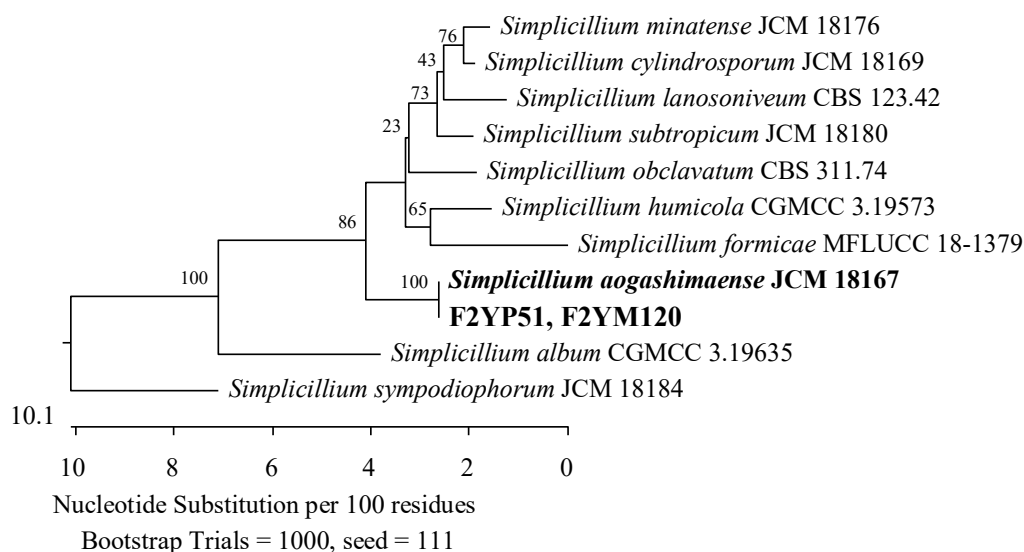 Simplicillium minatense JCM 18176
76
Simplicillium cylindrosporum JCM 18169
43
Simplicillium lanosoniveum CBS 123.42
73
Simplicillium subtropicum JCM 18180
23
Simplicillium obclavatum CBS 311.74
Simplicillium humicola CGMCC 3.19573
65
86
Simplicillium formicae MFLUCC 18-1379
100
100
Simplicillium aogashimaense JCM 18167
F2YP51, F2YM120
Simplicillium album CGMCC 3.19635
Simplicillium sympodiophorum JCM 18184
10.1
10 8 6 4 2 0
Nucleotide Substitution per 100 residues
Bootstrap Trials = 1000, seed = 111